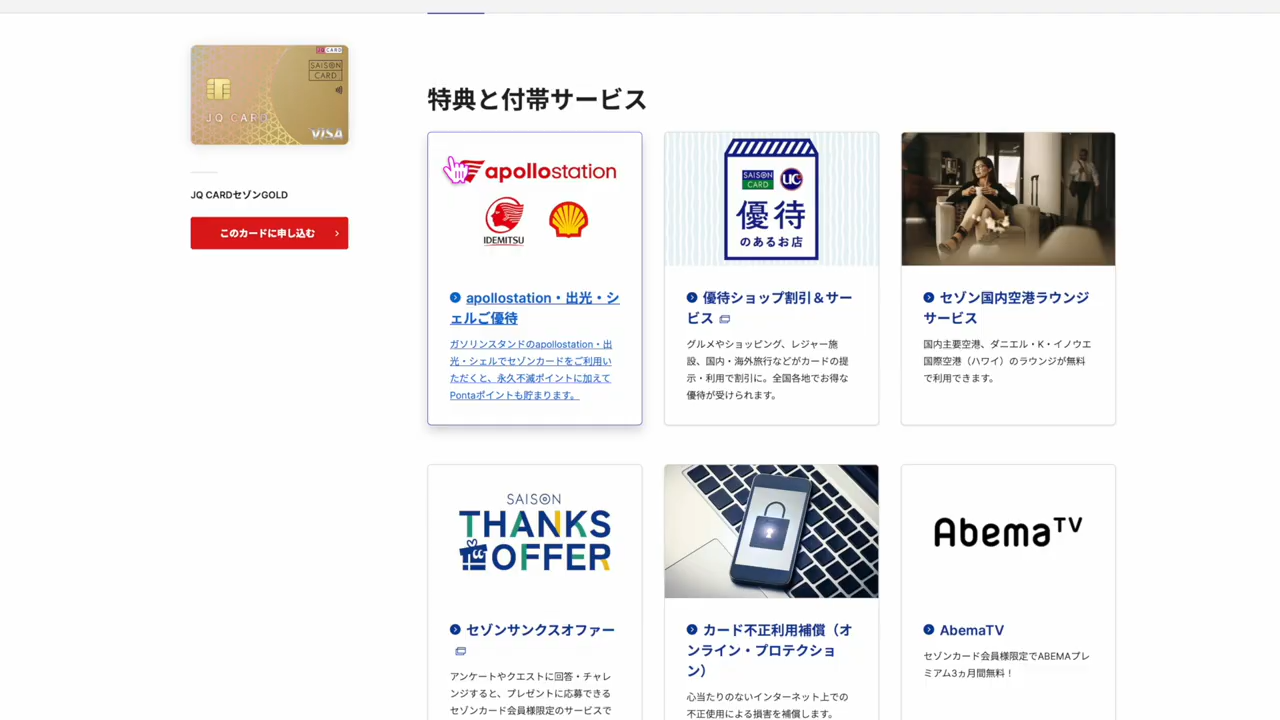 JQ CARD
SAISON
CARD
JQ CARD
VISA
JQ CARDセゾンGOLD
このカードに申し込む
特典と付帯サービス
apollostation
IDEMITSU
apollostation・出光・シ
ェルご優待
ガソリンスタンドのapollostation・出
光・シェルでセゾンカードをご利用い
ただくと、永久不滅ポイントに加えて
Pontaポイントも貯まります。
SAISON
CARD
UC
優待
のあるお店
優待ショップ割引＆サー
ビス
グルメやショッピング、レジャー施
設、国内・海外旅行などがカードの提
示・利用で割引に。全国各地でお得な
優待が受けられます。
セゾン国内空港ラウンジ
サービス
国内主要空港、ダニエル・K・イノウエ
国際空港（ハワイ）のラウンジが無料
で利用できます。
SAISON
THANKS
OFFER
セゾンサンクスオファー
アンケートやクエストに回答・チャレ
ンジすると、プレゼントに応募できる
セゾンカード会員様限定のサービスで
カード不正利用補償（オ
ンライン・プロテクショ
ン）
心当たりのないインターネット上での
不正使用による損害を補償します。
AbemaTV
AbemaTV
セゾンカード会員様限定でABEMAプレ
ミアム3ヵ月間無料！